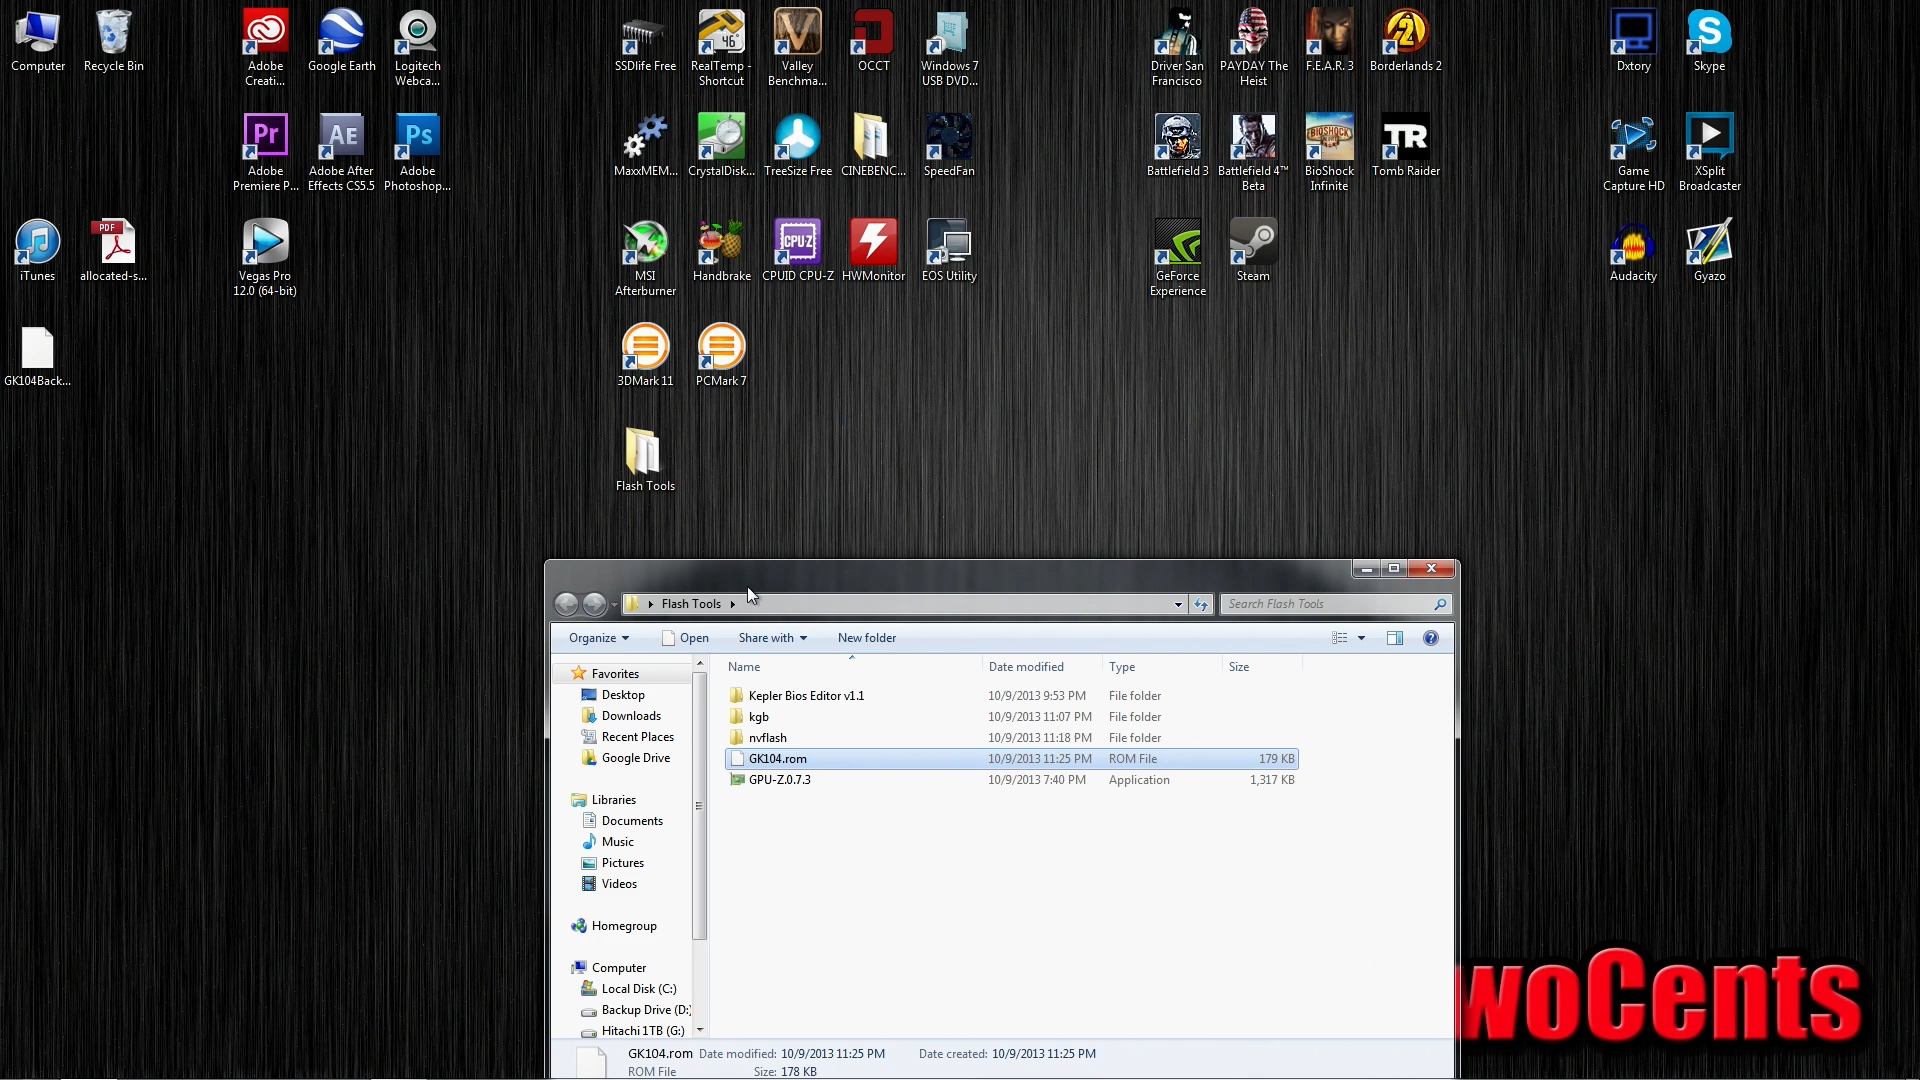 Computer
Recycle Bin
Adobe
Creati...
Google Earth
Logitech
Webca...
SSDlife Free
RealTemp -
Shortcut
Valley
Benchma...
OCCT
Windows 7
USB DVD...
Driver San
Francisco
PAYDAY The
Heist
F.E.A.R. 3
Borderlands 2
Dxtory
Skype
Adobe
Premiere P...
Adobe After
Effects CS5.5
Adobe
Photoshop...
MaxxMEM...
CrystalDisk...
TreeSize Free
CINEBENC...
SpeedFan
Battlefield 3
Battlefield 4™
Beta
BioShock
Infinite
Tomb Raider
Game
Capture HD
XSplit
Broadcaster
iTunes
allocated-s...
Vegas Pro
12.0 (64-bit)
MSI
Afterburner
Handbrake
CPUID CPU-Z
HWMonitor
EOS Utility
GeForce
Experience
Steam
Audacity
Gyazo
GK104Back...
3DMark 11
PCMark 7
Flash Tools
Flash Tools
Search Flash Tools
Organize
Open
Share with
New folder
Name
Date modified
Type
Size
Favorites
Desktop
Downloads
Recent Places
Google Drive
Libraries
Documents
Music
Pictures
Videos
Homegroup
Computer
Local Disk (C:)
Backup Drive (D:)
Hitachi 1TB (G:)
Kepler Bios Editor v1.1 10/9/2013 9:53 PM File folder
kgb 10/9/2013 11:07 PM File folder
nvflash 10/9/2013 11:18 PM File folder
GK104.rom 10/9/2013 11:25 PM ROM File 179 KB
GPU-Z.0.7.3 10/9/2013 7:40 PM Application 1,317 KB
GK104.rom Date modified: 10/9/2013 11:25 PM Date created: 10/9/2013 11:25 PM
ROM File Size: 178 KB
woCents